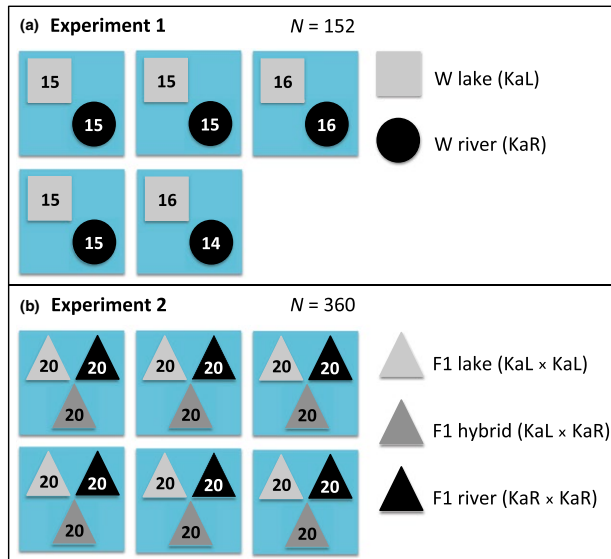 (a) Experiment 1 N = 152
15 15 16 W lake (KaL)
15 15 16 W river (KaR)
15 16
15 14
(b) Experiment 2 N = 360
20 20 20 20 20 20 F1 lake (KaL × KaL)
20 20 20 F1 hybrid (KaL × KaR)
20 20 20 20 20 20 F1 river (KaR × KaR)
20 20 20